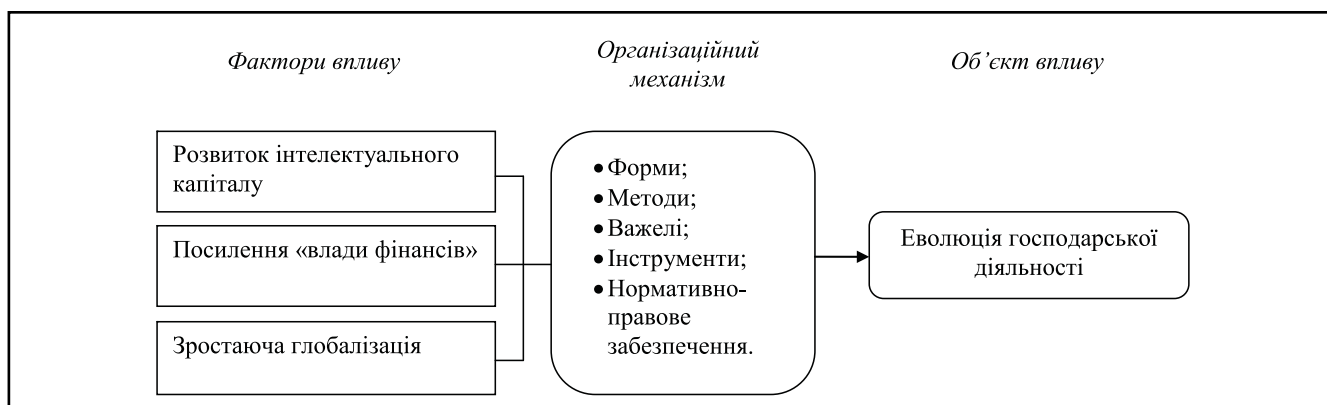 Фактори впливу
Організаційний
механізм
Об’єкт впливу
Розвиток інтелектуального
капіталу
Посилення «влади фінансів»
Зростаюча глобалізація
• Форми;
• Методи;
• Важелі;
• Інструменти;
• Нормативно-
правове
забезпечення.
Еволюція господарської
діяльності